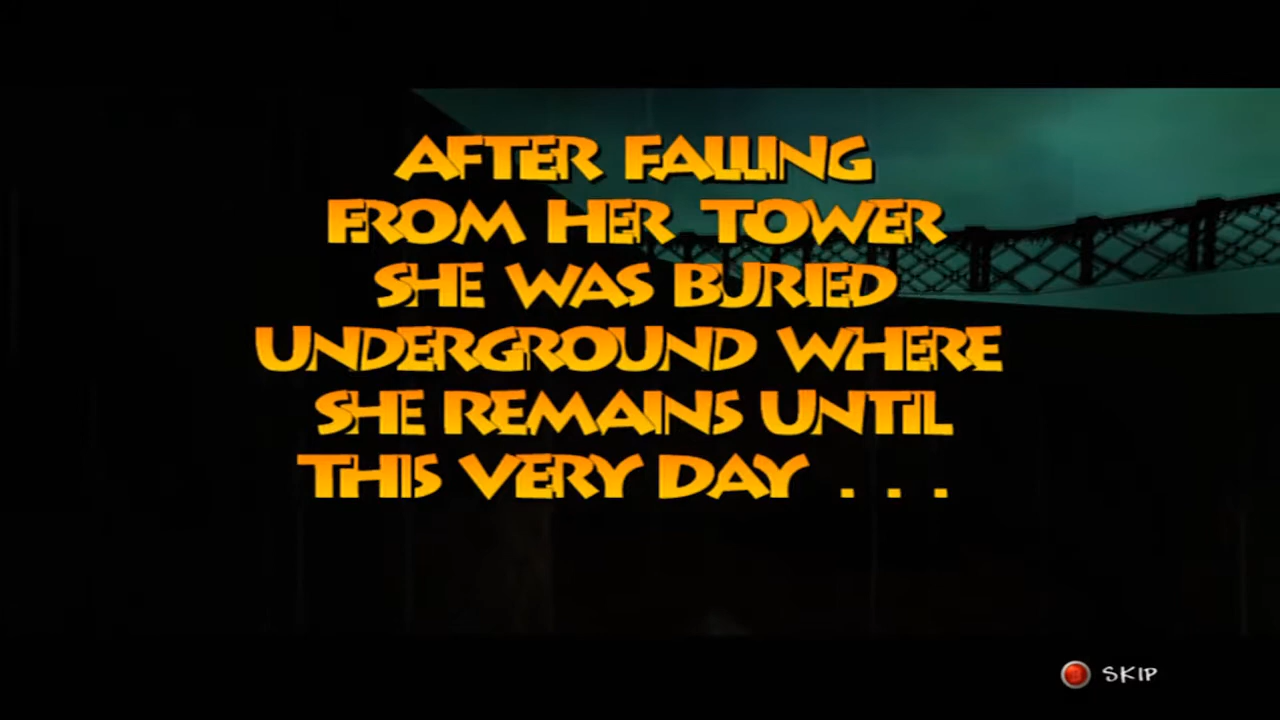 AFTER FALLING
FROM HER TOWER
SHE WAS BURIED
UNDERGROUND WHERE
SHE REMAINS UNTIL
THIS VERY DAY . . .
B SKIP